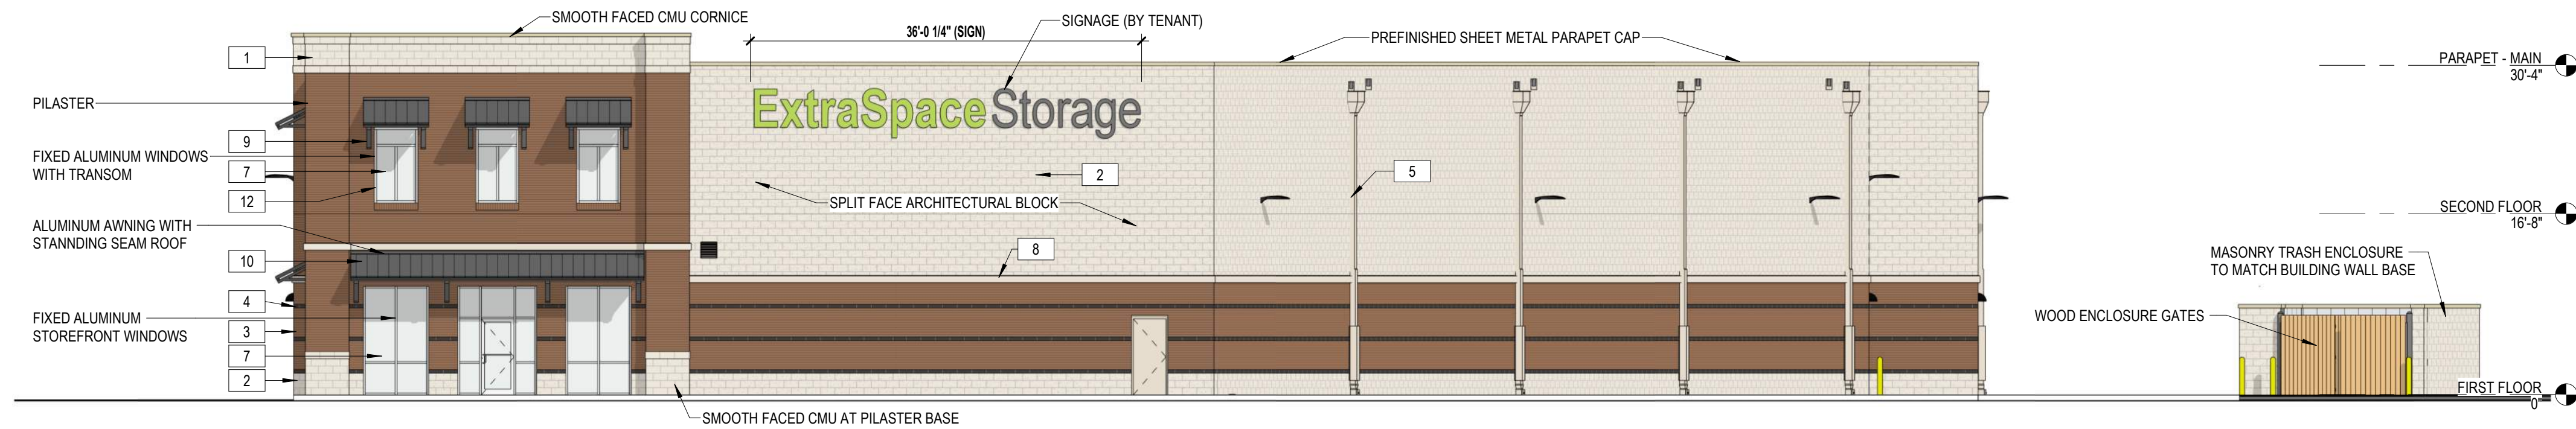 SMOOTH FACED CMU CORNICE
36'-0 1/4" (SIGN)
SIGNAGE (BY TENANT)
PREFINISHED SHEET METAL PARAPET CAP
1
PARAPET - MAIN
30'-4"
PILASTER
ExtraSpace Storage
9
FIXED ALUMINUM WINDOWS
WITH TRANSOM
7
2
5
12
SPLIT FACE ARCHITECTURAL BLOCK
SECOND FLOOR
16'-8"
ALUMINUM AWNING WITH
STANNDING SEAM ROOF
8
10
MASONRY TRASH ENCLOSURE
TO MATCH BUILDING WALL BASE
4
FIXED ALUMINUM
STOREFRONT WINDOWS
3
WOOD ENCLOSURE GATES
7
2
FIRST FLOOR
0"
SMOOTH FACED CMU AT PILASTER BASE